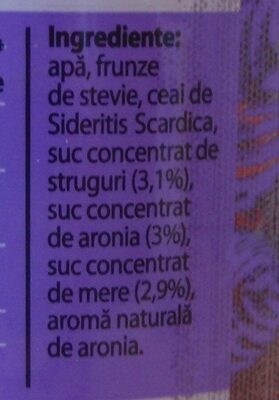 Ingrediente:
apă, frunze
de stevie, ceai de
Sideritis Scardica,
suc concentrat de
struguri (3,1%),
suc concentrat
de aronia (3%),
suc concentrat
de mere (2,9%),
aromă naturală
de aronia.